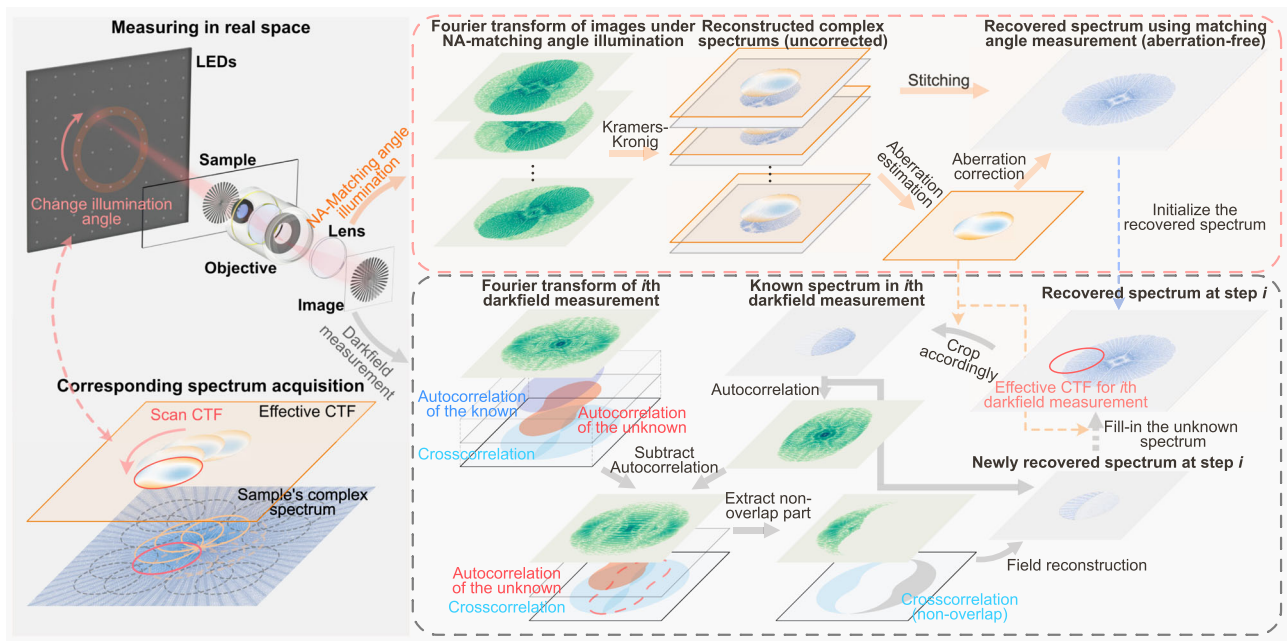 Measuring in real space
LEDs
Sample
Change illumination
angle
NA-Matching angle
illumination
Lens
Objective
Image
Darkfield
measurement
Corresponding spectrum acquisition
Scan CTF
Effective CTF
Sample's complex
spectrum
Fourier transform of images under
NA-matching angle illumination
Reconstructed complex
spectrums (uncorrected)
Recovered spectrum using matching
angle measurement (aberration-free)
Stitching
Kramers-
Kronig
Aberration
estimation
Aberration
correction
Initialize the
recovered spectrum
Fourier transform of ith
darkfield measurement
Known spectrum in ith
darkfield measurement
Recovered spectrum at step i
Crop
accordingly
Autocorrelation
Effective CTF for ith
darkfield measurement
Autocorrelation
of the known
Autocorrelation
of the unknown
Crosscorrelation
Subtract
Autocorrelation
Fill-in the unknown
spectrum
Newly recovered spectrum at step i
Extract non-
overlap part
Field reconstruction
Autocorrelation
of the unknown
Crosscorrelation
Crosscorrelation
(non-overlap)